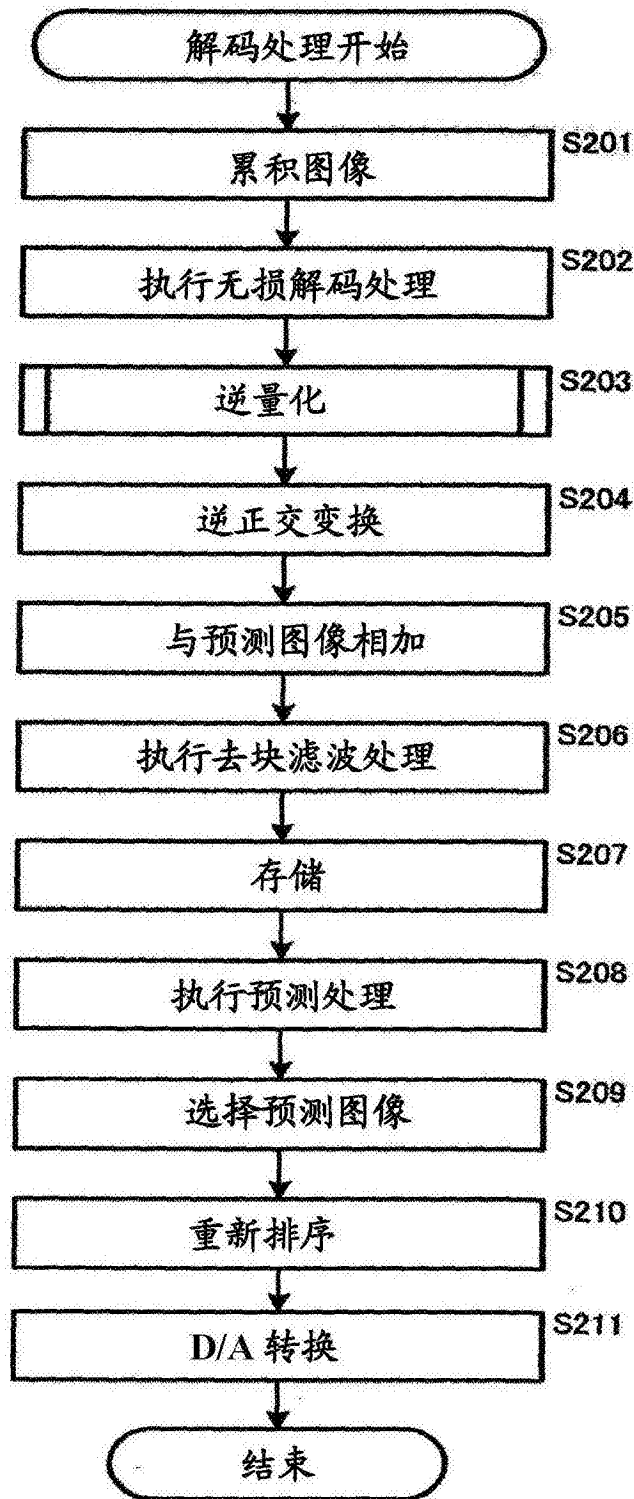 解码处理开始
S201
累积图像
S202
执行无损解码处理
S203
逆量化
S204
逆正交变换
S205
与预测图像相加
S206
执行去块滤波处理
S207
存储
S208
执行预测处理
S209
选择预测图像
S210
重新排序
S211
D/A 转换
结束